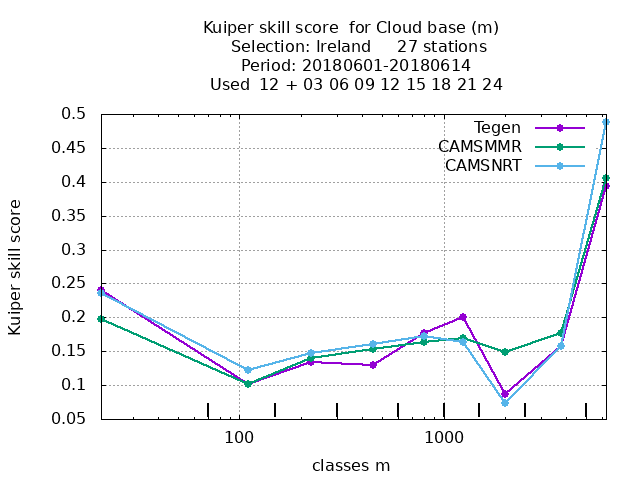 Kuiper skill score  for Cloud base (m)
Selection: Ireland     27 stations
Period: 20180601-20180614
Used  12 + 03 06 09 12 15 18 21 24
Tegen
CAMSMMR
CAMSNRT
0.5
0.45
0.4
0.35
0.3
0.25
0.2
0.15
0.1
0.05
Kuiper skill score
100
1000
classes m